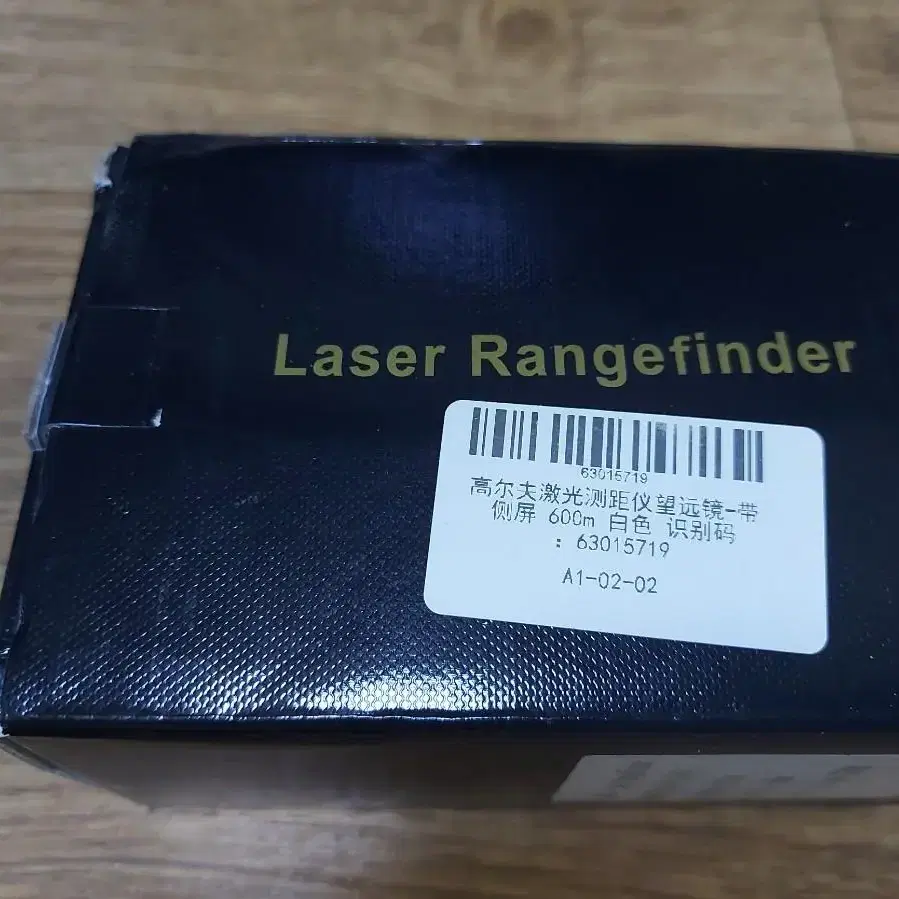 Laser Rangefinder
63015719
高尔夫激光测距仪望远镜-带
侧屏 600m 白色 识别码
: 63015719
A1-02-02